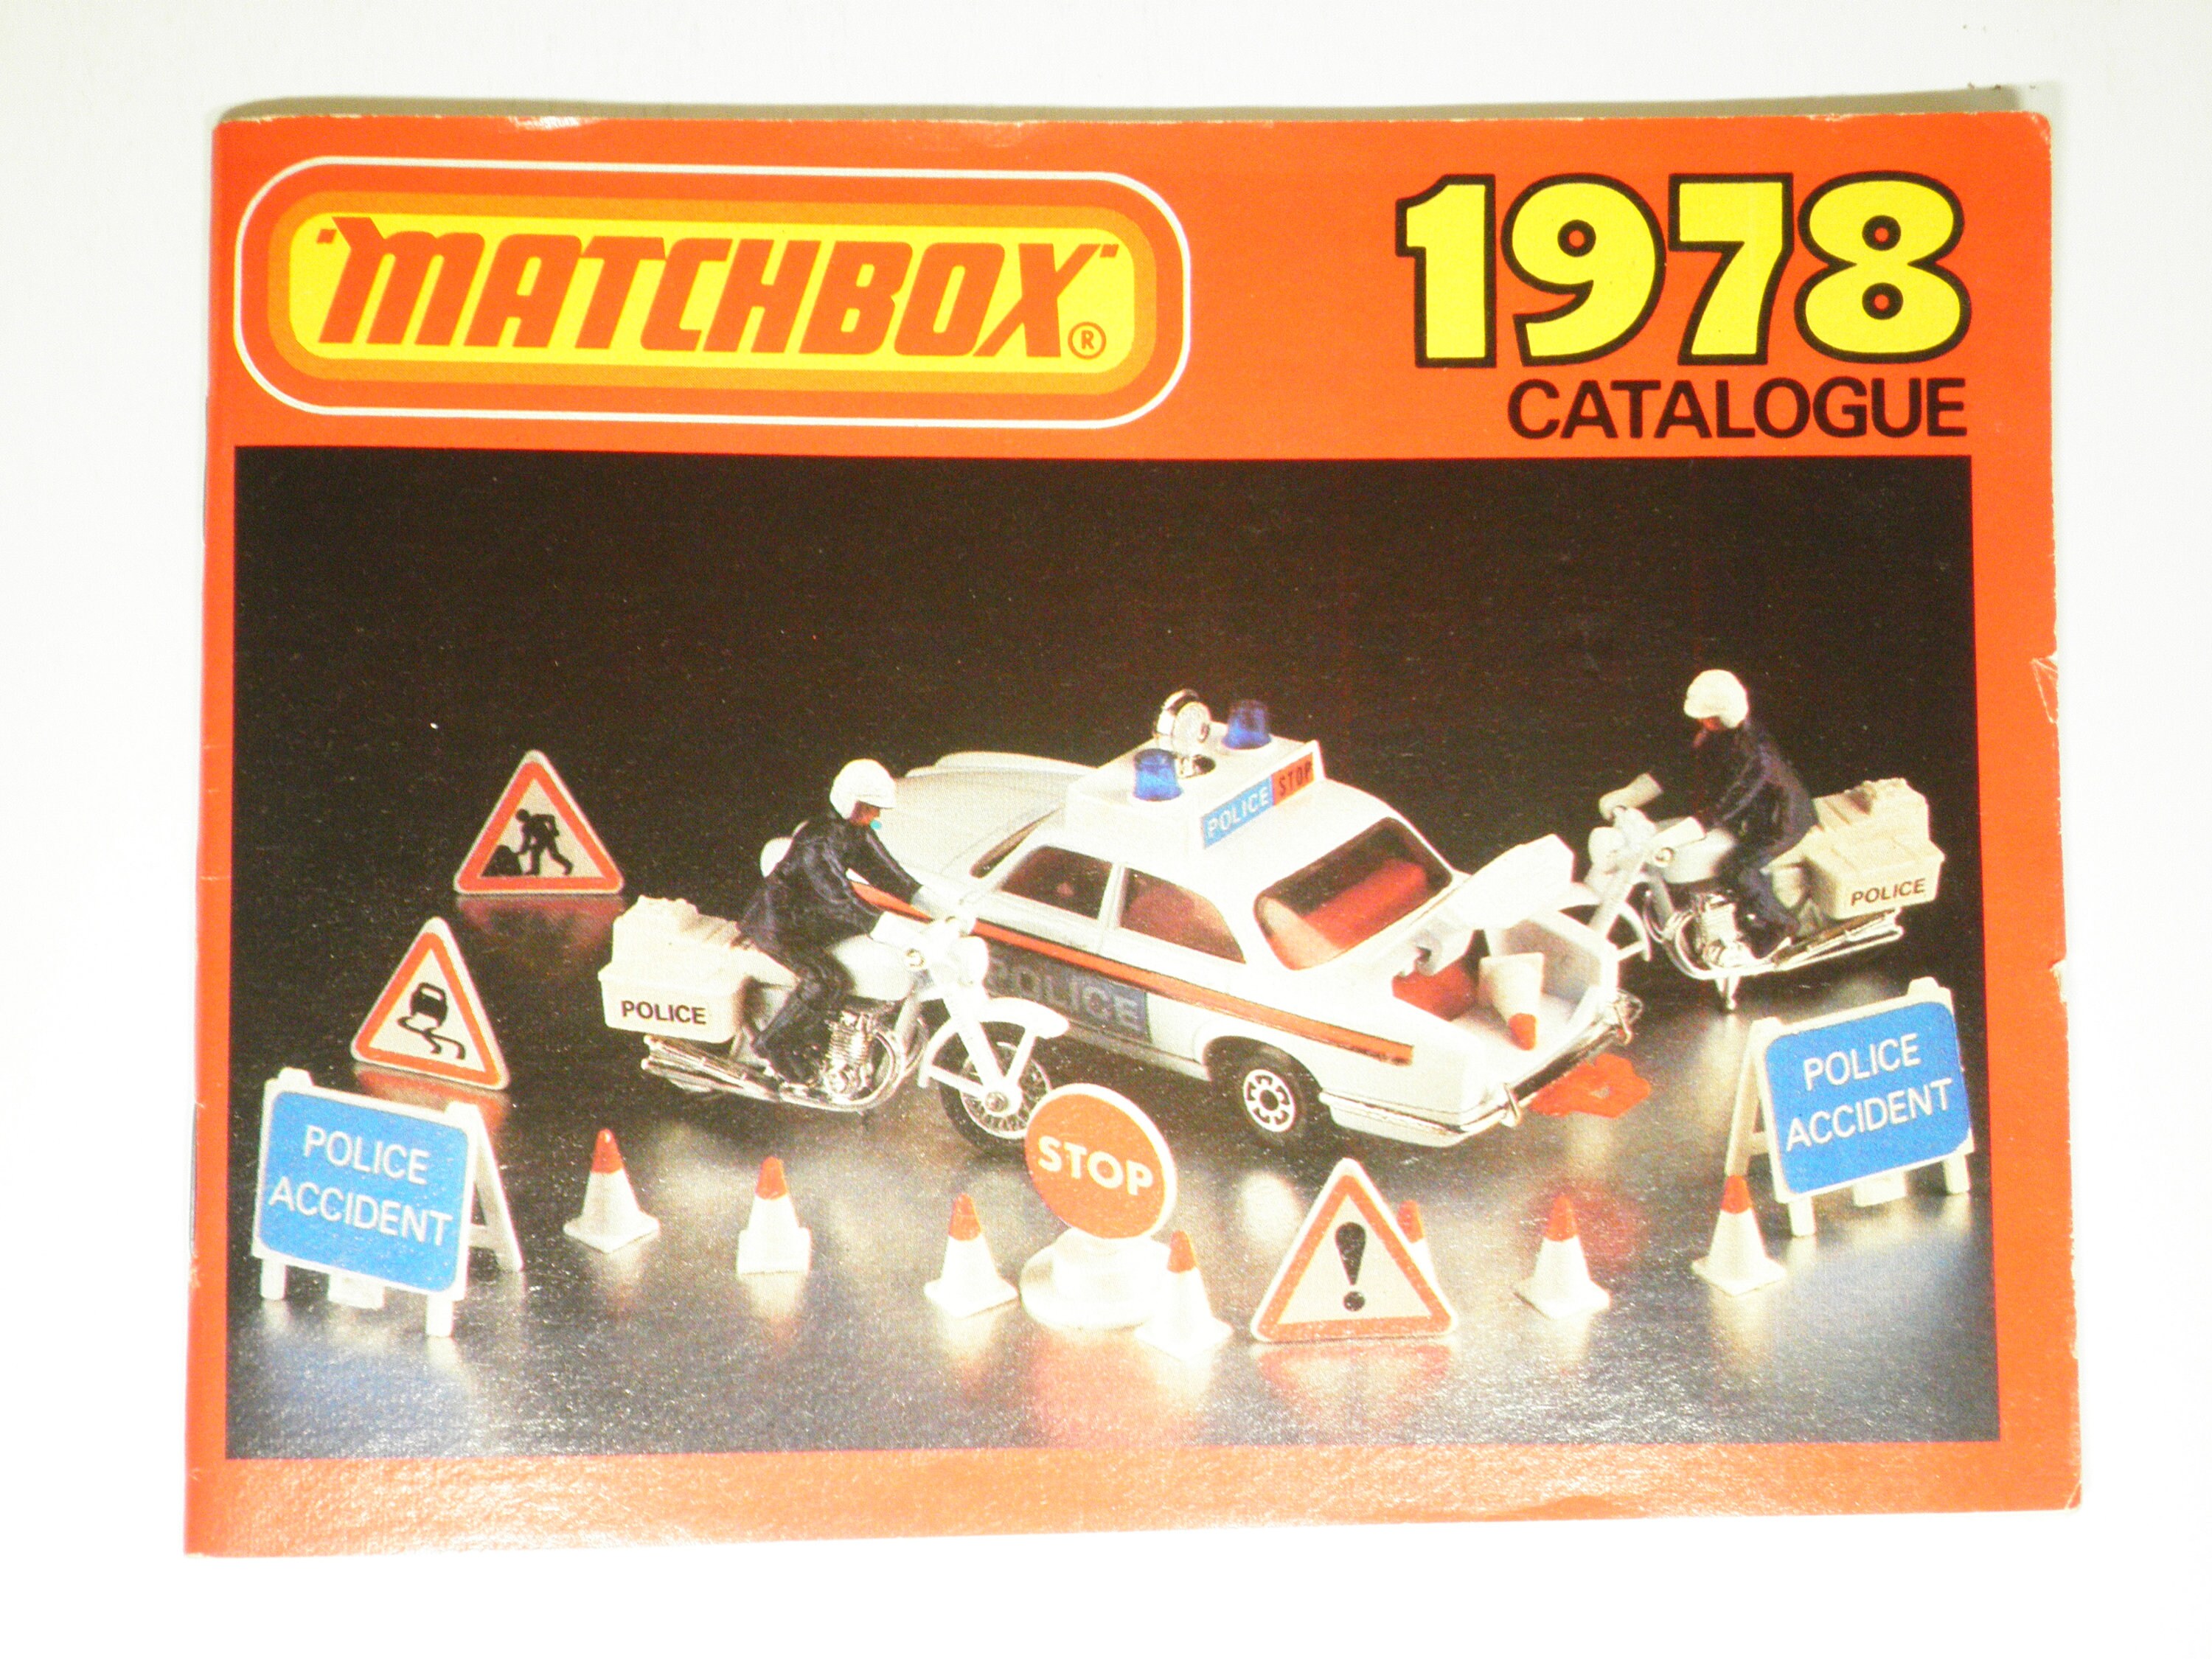 "MATCHBOX"®
1978
CATALOGUE
POLICE STOP
POLICE
POLICE
POLICE
POLICE
ACCIDENT
STOP
!
POLICE
ACCIDENT